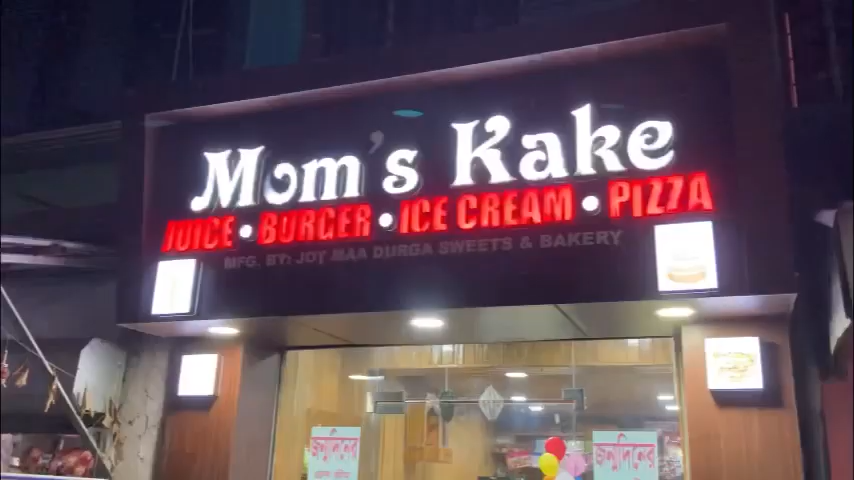 Mom's Kake
JUICE • BURGER • ICE CREAM • PIZZA
MFG. BY: JOY MAA DURGA SWEETS & BAKERY
জন্মদিনের
জন্মদিনের